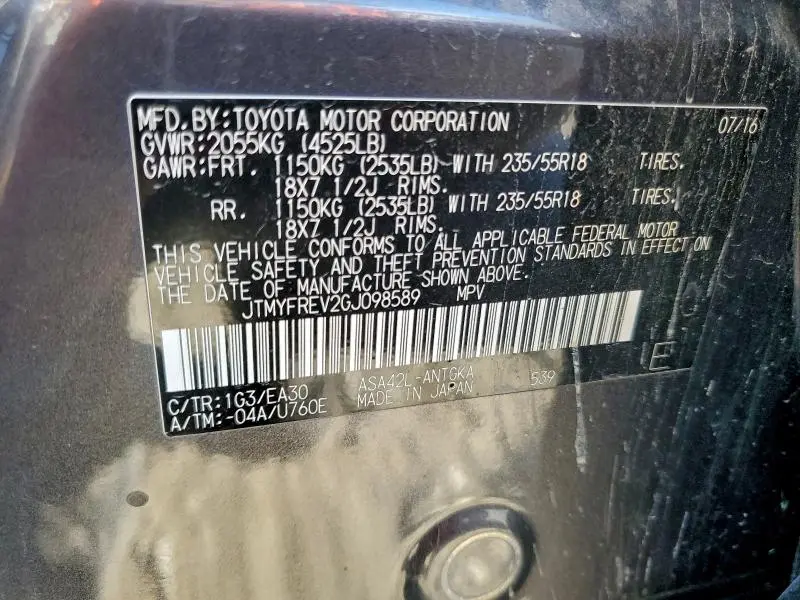 MFD. BY: TOYOTA MOTOR CORPORATION 07/16
GVWR: 2055KG (4525LB)
GAWR: FRT. 1150KG (2535LB) WITH 235/55R18 TIRES.
18X7 1/2J RIMS.
RR. 1150KG (2535LB) WITH 235/55R18 TIRES.
18X7 1/2J RIMS.
THIS VEHICLE CONFORMS TO ALL APPLICABLE FEDERAL MOTOR
VEHICLE SAFETY AND THEFT PREVENTION STANDARDS IN EFFECT ON
THE DATE OF MANUFACTURE SHOWN ABOVE.
JTMYFREV2GJ098589 MPV
E
C/TR: 1G3/EA30 ASA42L-ANTGKA 539
A/TM: -04A/U760E MADE IN JAPAN